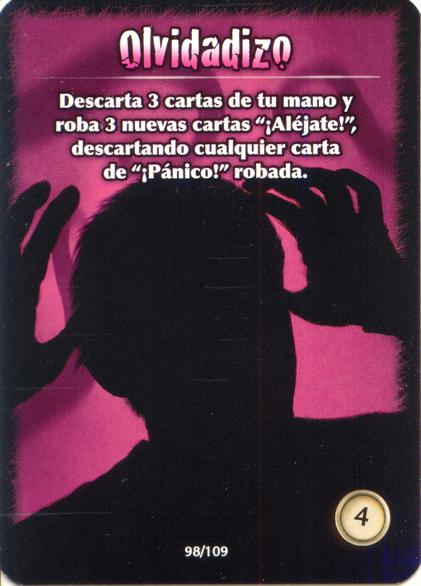 Olvidadizo
Descarta 3 cartas de tu mano y
roba 3 nuevas cartas “¡Aléjate!”,
descartando cualquier carta
de “¡Pánico!” robada.
4
98/109